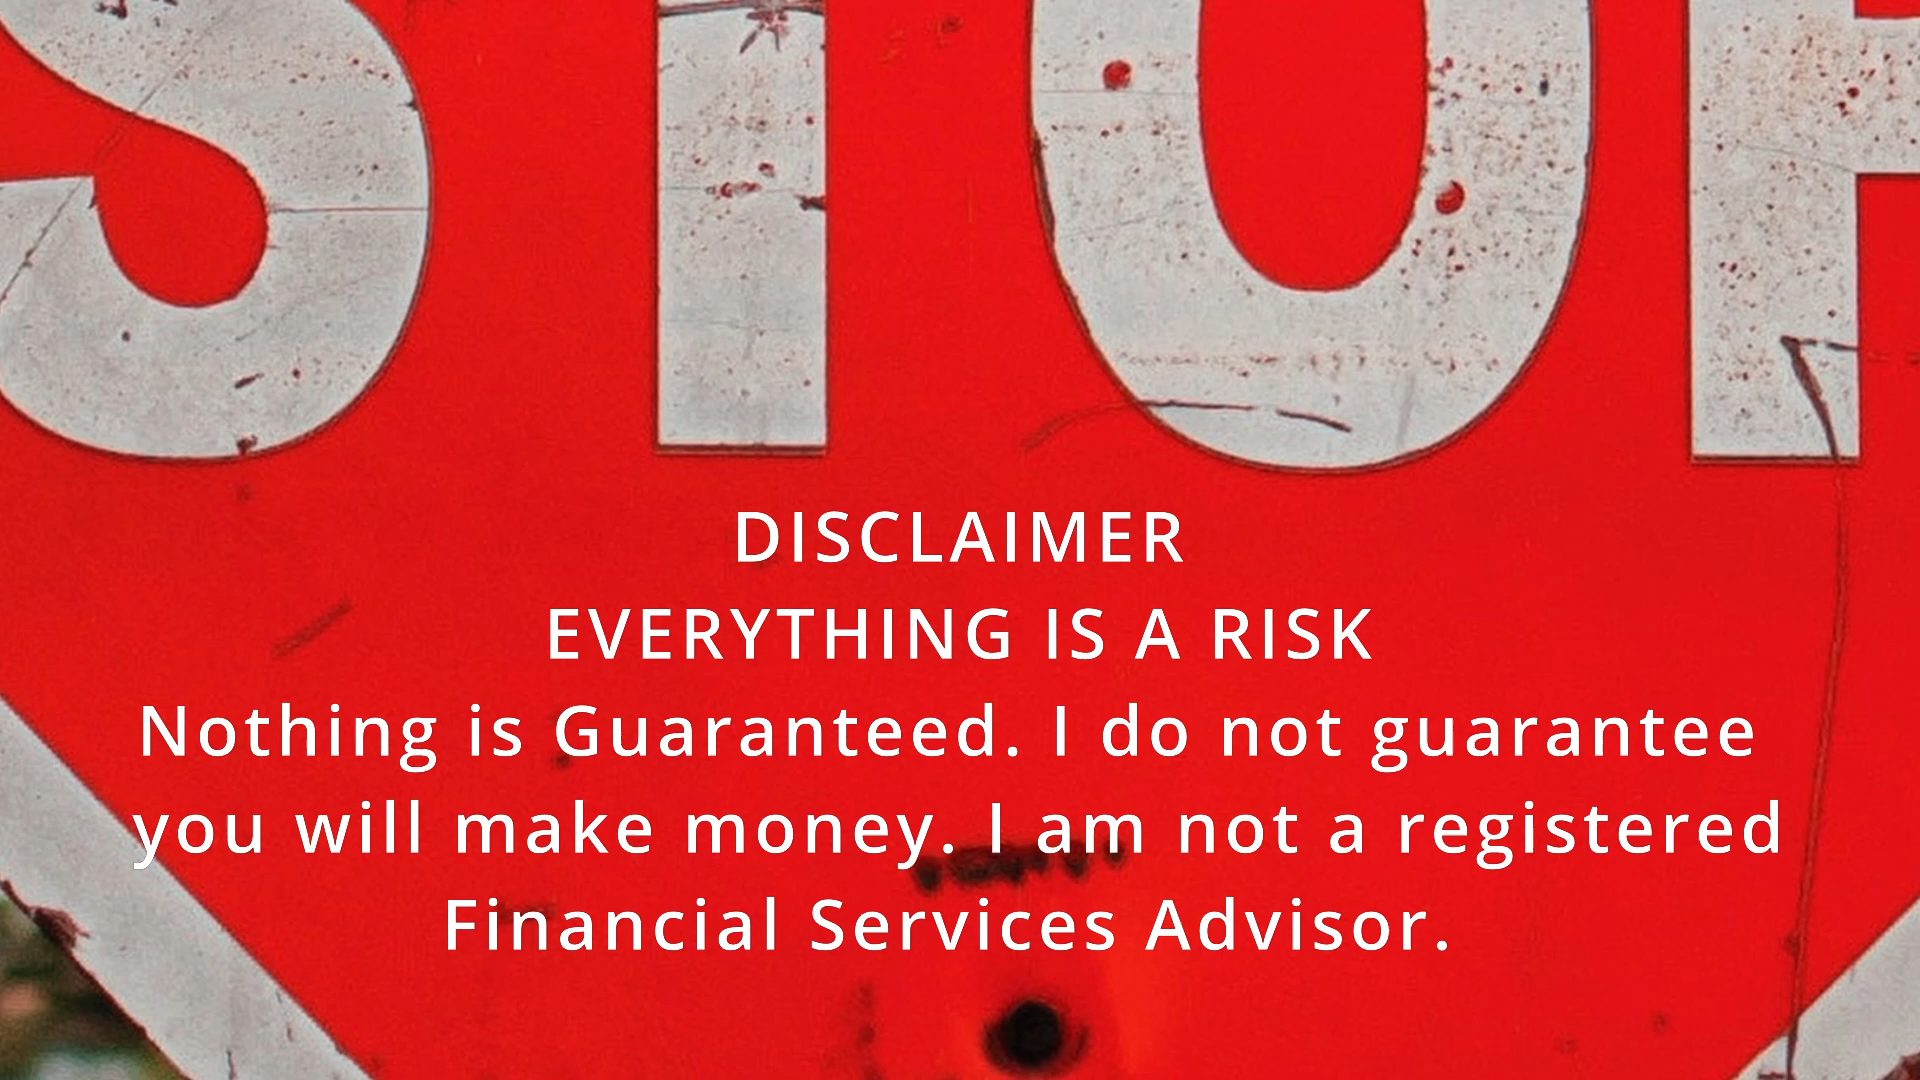 STOP
DISCLAIMER
EVERYTHING IS A RISK
Nothing is Guaranteed. I do not guarantee
you will make money. I am not a registered
Financial Services Advisor.